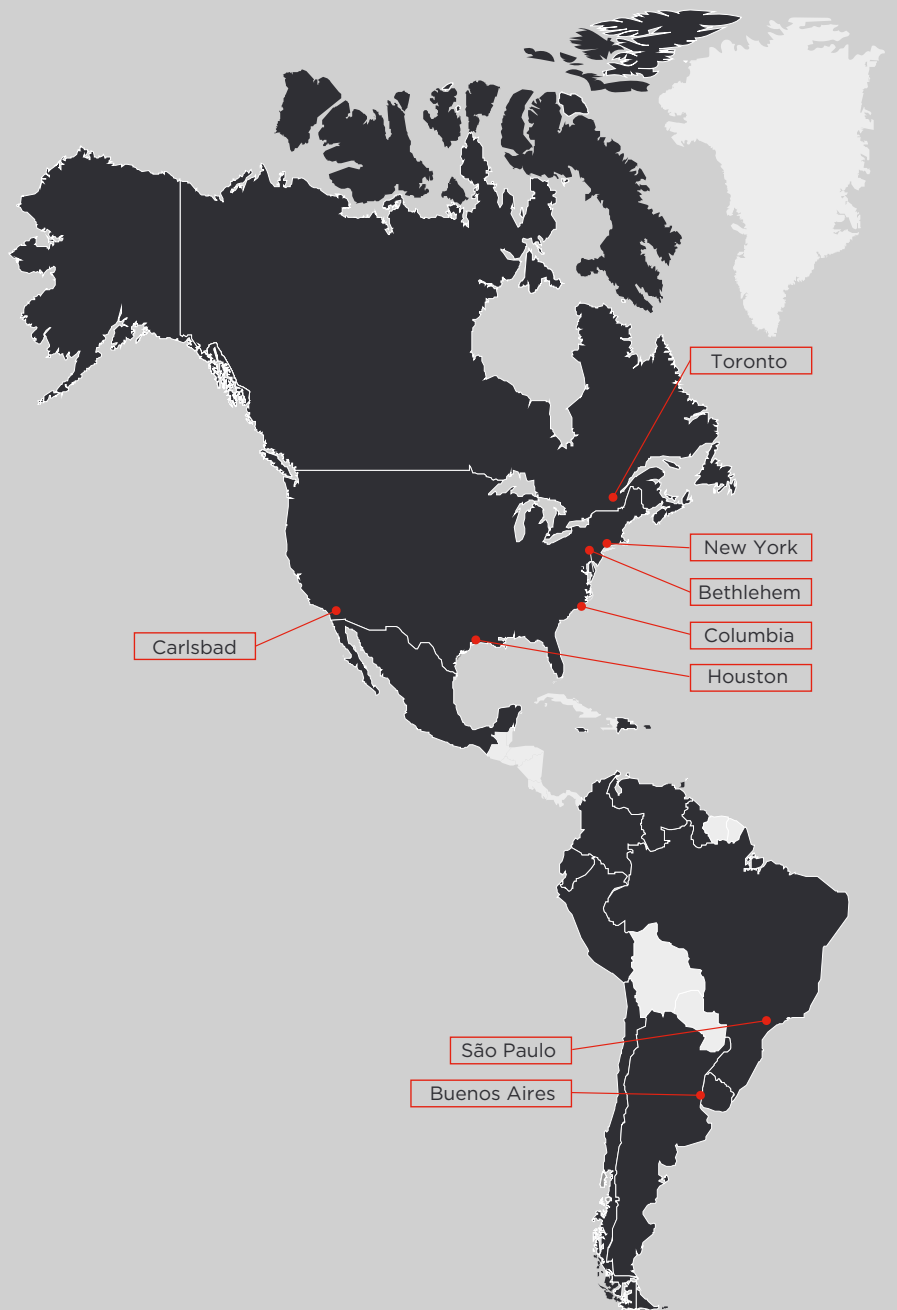 Toronto
New York
Bethlehem
Columbia
Carlsbad
Houston
São Paulo
Buenos Aires